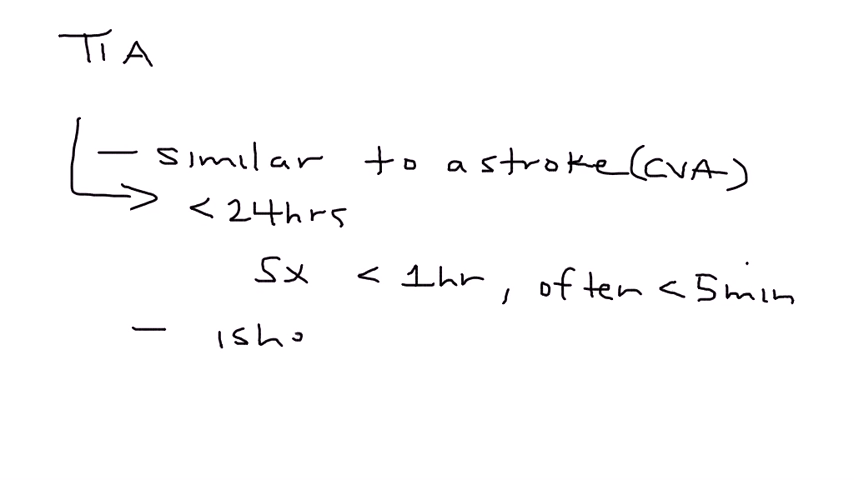 TIA
- similar to a stroke (CVA)
< 24hrs
Sx < 1hr, often < 5min
- isho